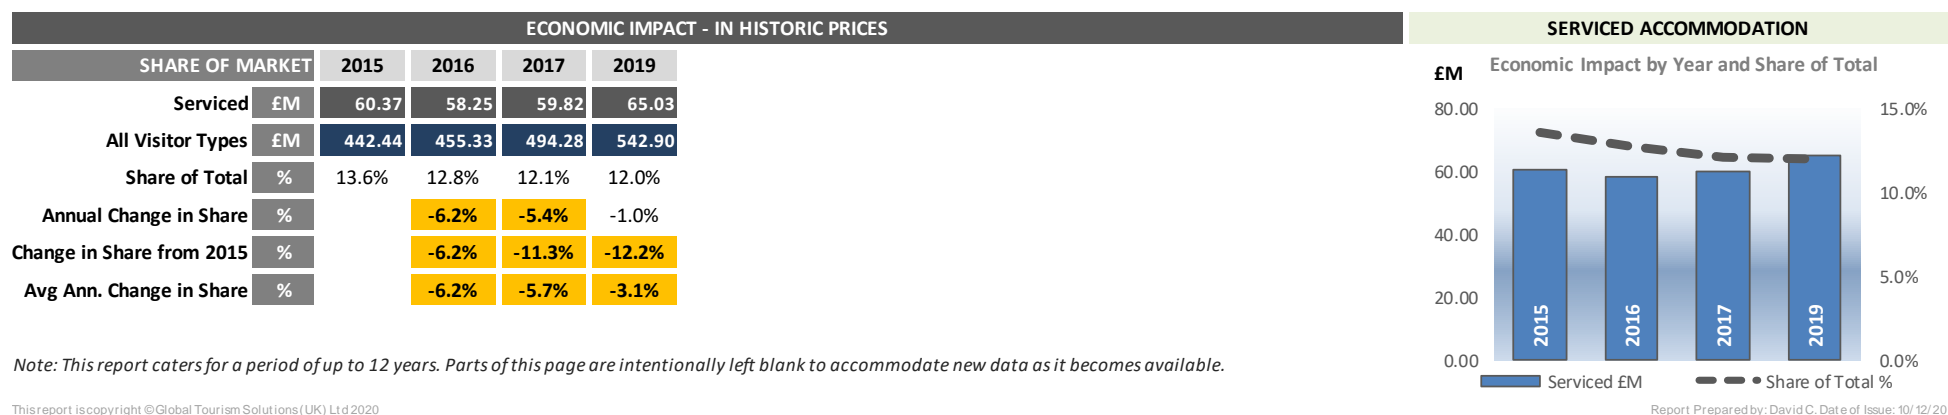 ECONOMIC IMPACT - IN HISTORIC PRICES
SHARE OF MARKET 2015 2016 2017 2019
Serviced £M 60.37 58.25 59.82 65.03
All Visitor Types £M 442.44 455.33 494.28 542.90
Share of Total % 13.6% 12.8% 12.1% 12.0%
Annual Change in Share % -6.2% -5.4% -1.0%
Change in Share from 2015 % -6.2% -11.3% -12.2%
Avg Ann. Change in Share % -6.2% -5.7% -3.1%
Note: This report caters for a period of up to 12 years. Parts of this page are intentionally left blank to accommodate new data as it becomes available.
This report is copyright © Global Tourism Solutions (UK) Ltd 2020
SERVICED ACCOMMODATION
£M Economic Impact by Year and Share of Total
80.00 15.0%
60.00 10.0%
40.00 5.0%
20.00
0.00 0.0%
2015 2016 2017 2019
Serviced £M Share of Total %
Report Prepared by: David C. Date of Issue: 10/12/20